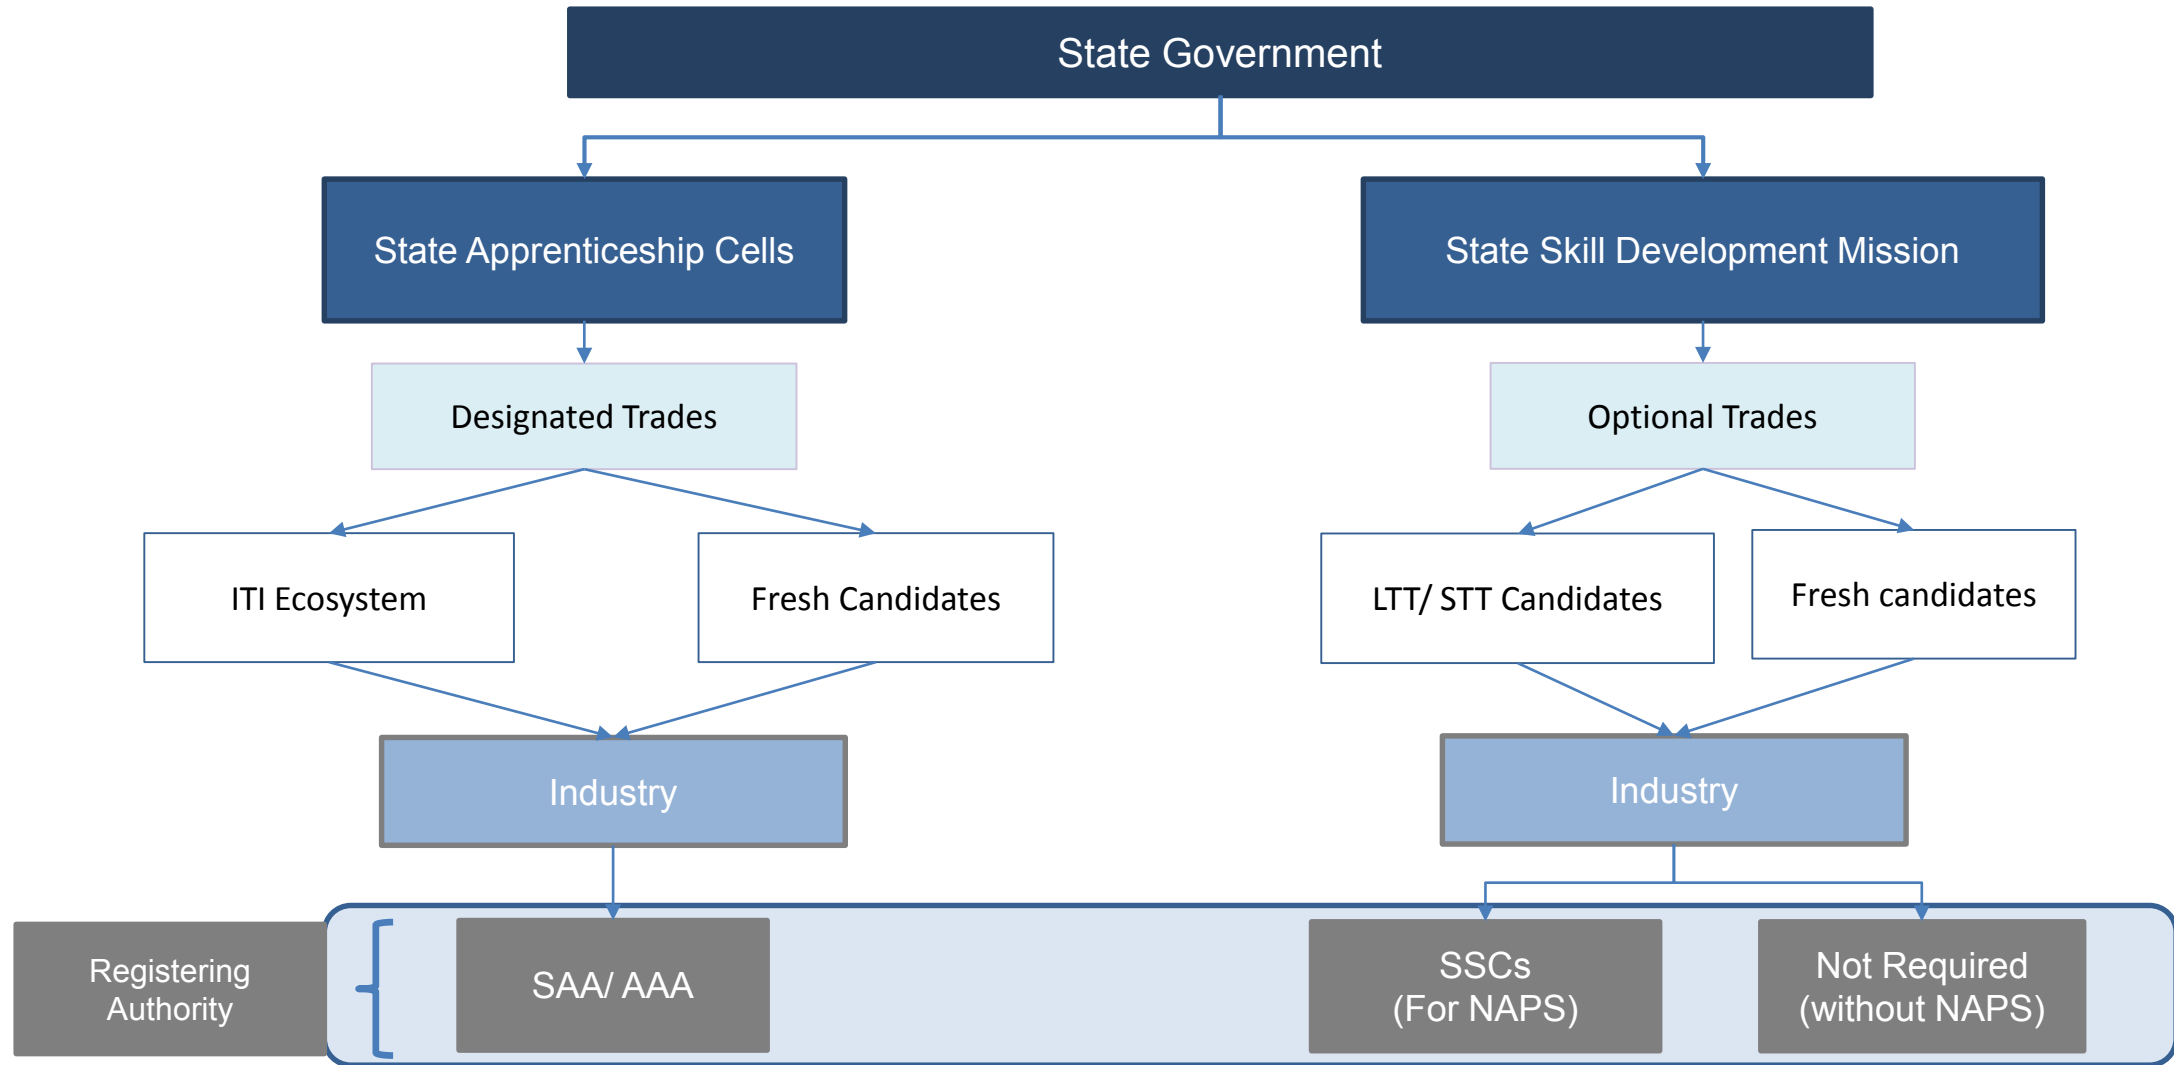 State Government
State Apprenticeship Cells
State Skill Development Mission
Designated Trades
Optional Trades
ITI Ecosystem
Fresh Candidates
LTT/ STT Candidates
Fresh candidates
Industry
Industry
Registering
Authority
SAA/ AAA
SSCs
(For NAPS)
Not Required
(without NAPS)